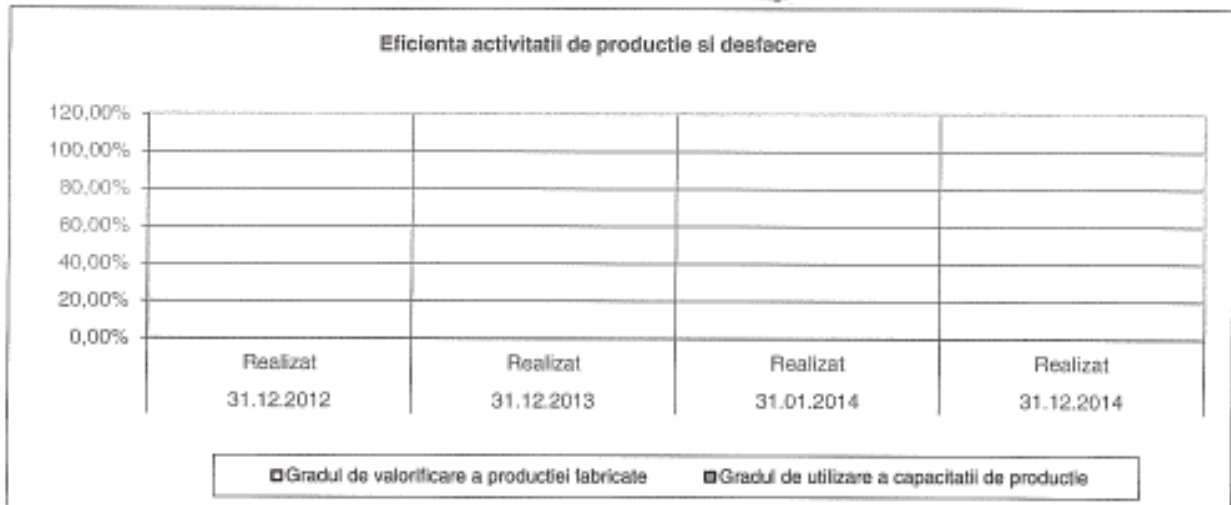 Eficienta activitatii de productie si desfacere
120,00%
100,00%
80,00%
60,00%
40,00%
20,00%
0,00%
Realizat Realizat Realizat Realizat
31.12.2012 31.12.2013 31.01.2014 31.12.2014
Gradul de valorificare a productiei fabricate Gradul de utilizare a capacitatii de productie